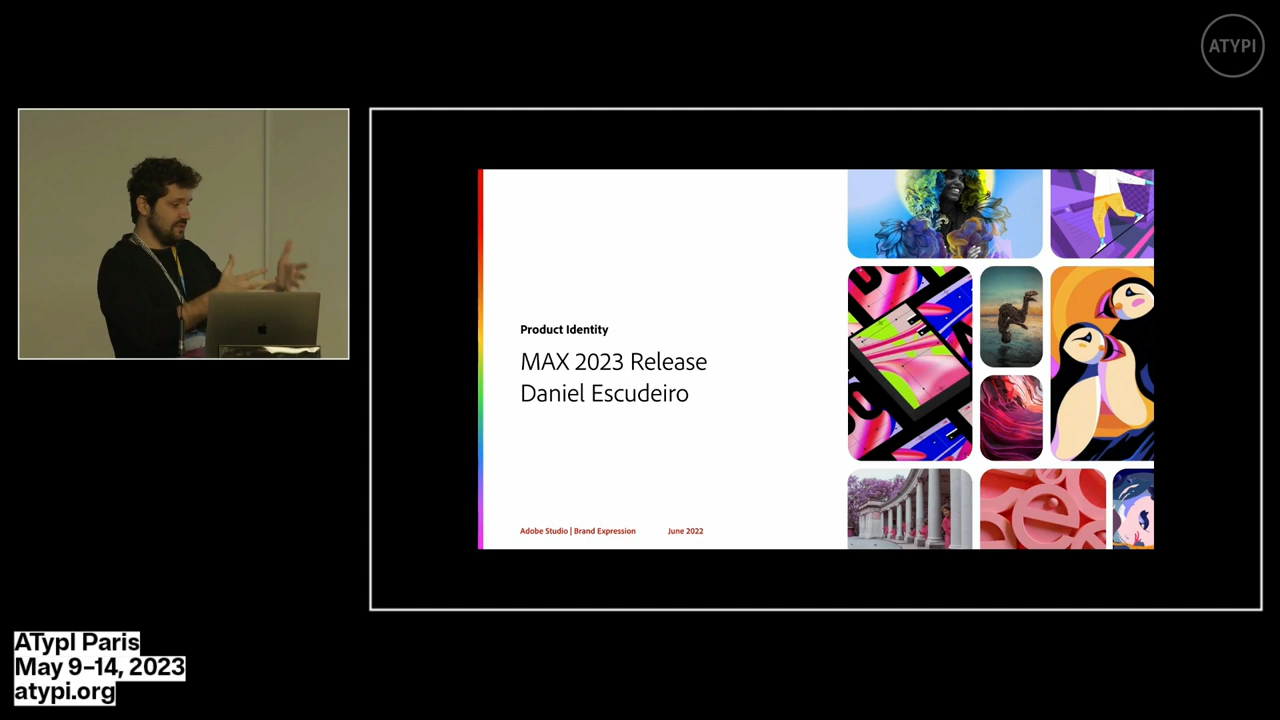 ATYPI
Product Identity
MAX 2023 Release
Daniel Escudeiro
Adobe Studio | Brand Expression
June 2022
ATypI Paris
May 9–14, 2023
atypi.org